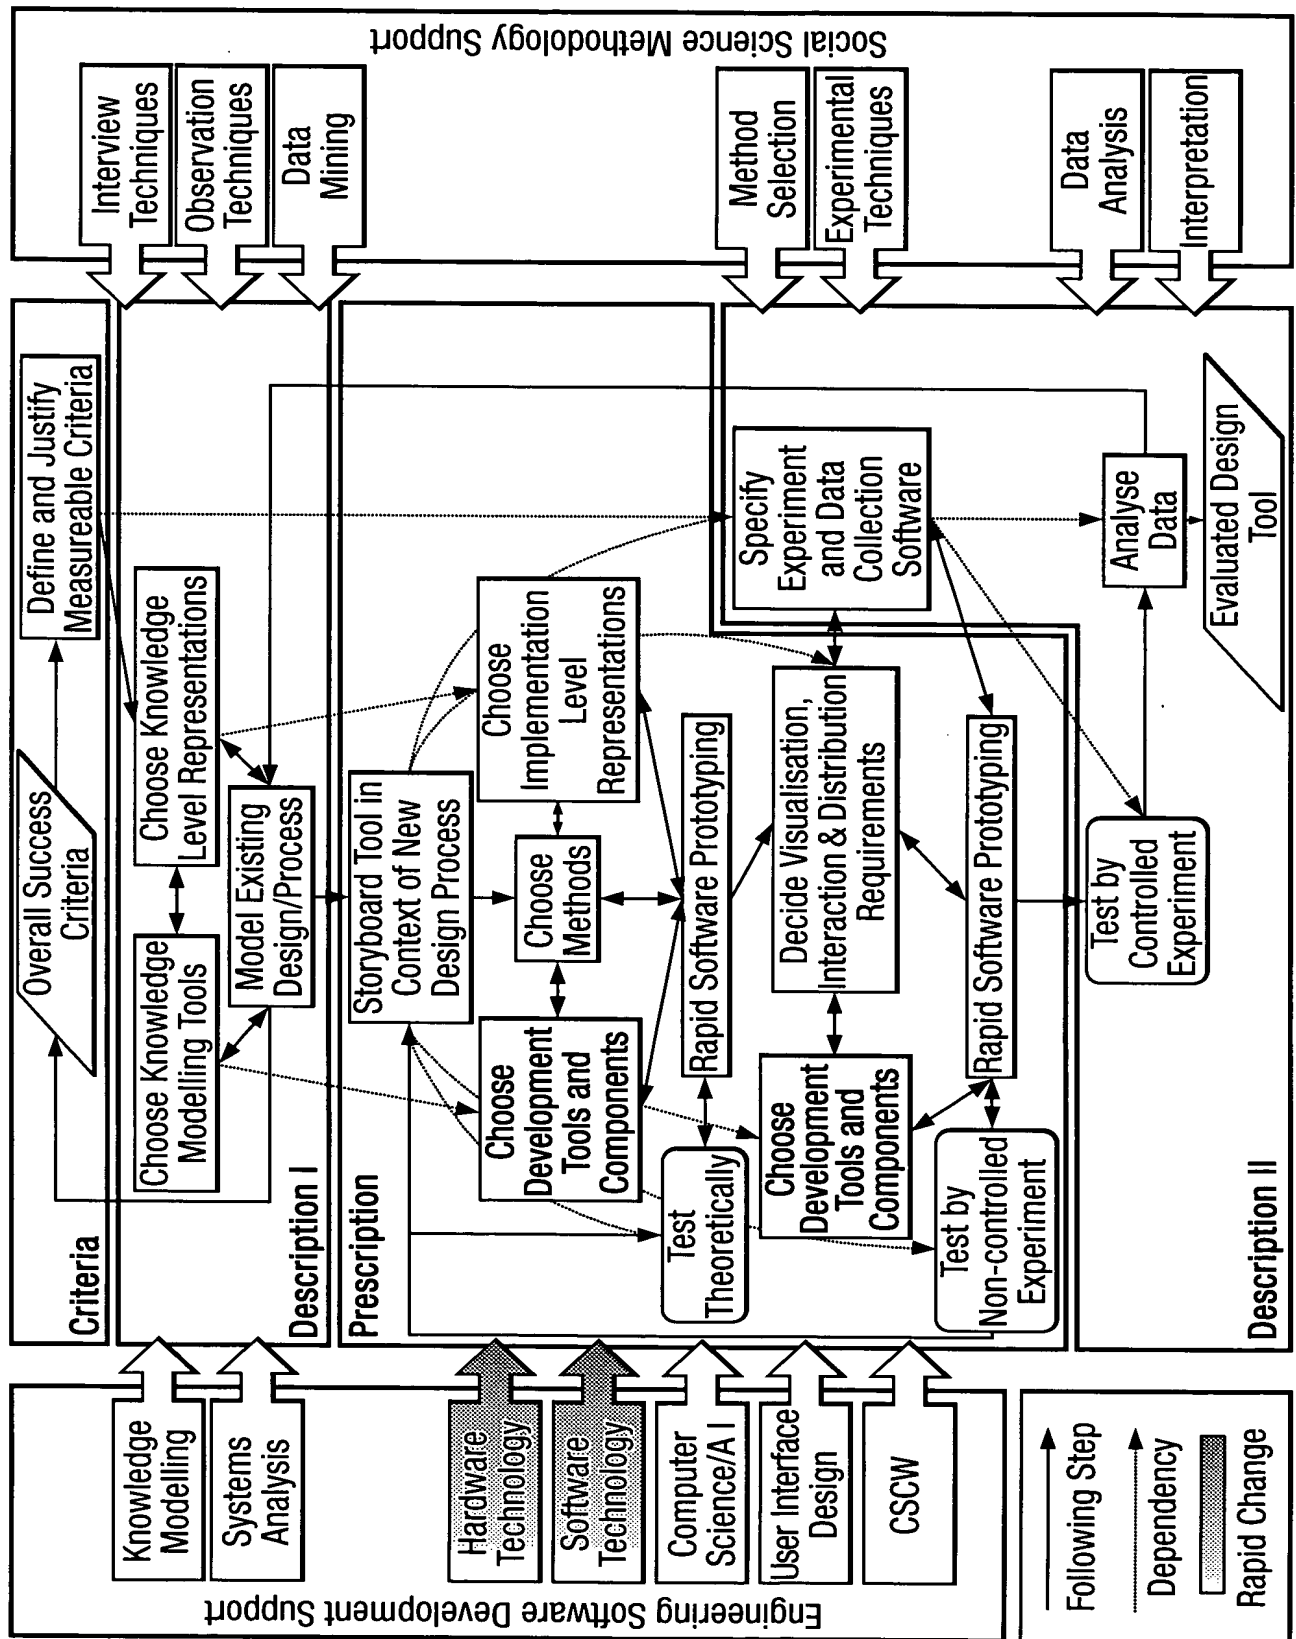 Engineering Software Development Support
Knowledge
Modelling
Systems
Analysis
Hardware
Technology
Software
Technology
Computer
Science/A I
User Interface
Design
CSCW
Following Step
Dependency
Rapid Change
Criteria
Overall Success
Criteria
Define and Justify
Measureable Criteria
Description I
Choose Knowledge
Modelling Tools
Choose Knowledge
Level Representations
Model Existing
Design/Process
Prescription
Storyboard Tool in
Context of New
Design Process
Choose
Development
Tools and
Components
Choose
Methods
Choose
Implementation
Level
Representations
Test
Theoretically
Rapid Software Prototyping
Choose
Development
Tools and
Components
Decide Visualisation,
Interaction & Distribution
Requirements
Test by
Non-controlled
Experiment
Rapid Software Prototyping
Description II
Specify
Experiment
and Data
Collection
Software
Test by
Controlled
Experiment
Analyse
Data
Evaluated Design
Tool
Social Science Methodology Support
Interview
Techniques
Observation
Techniques
Data
Mining
Method
Selection
Experimental
Techniques
Data
Analysis
Interpretation